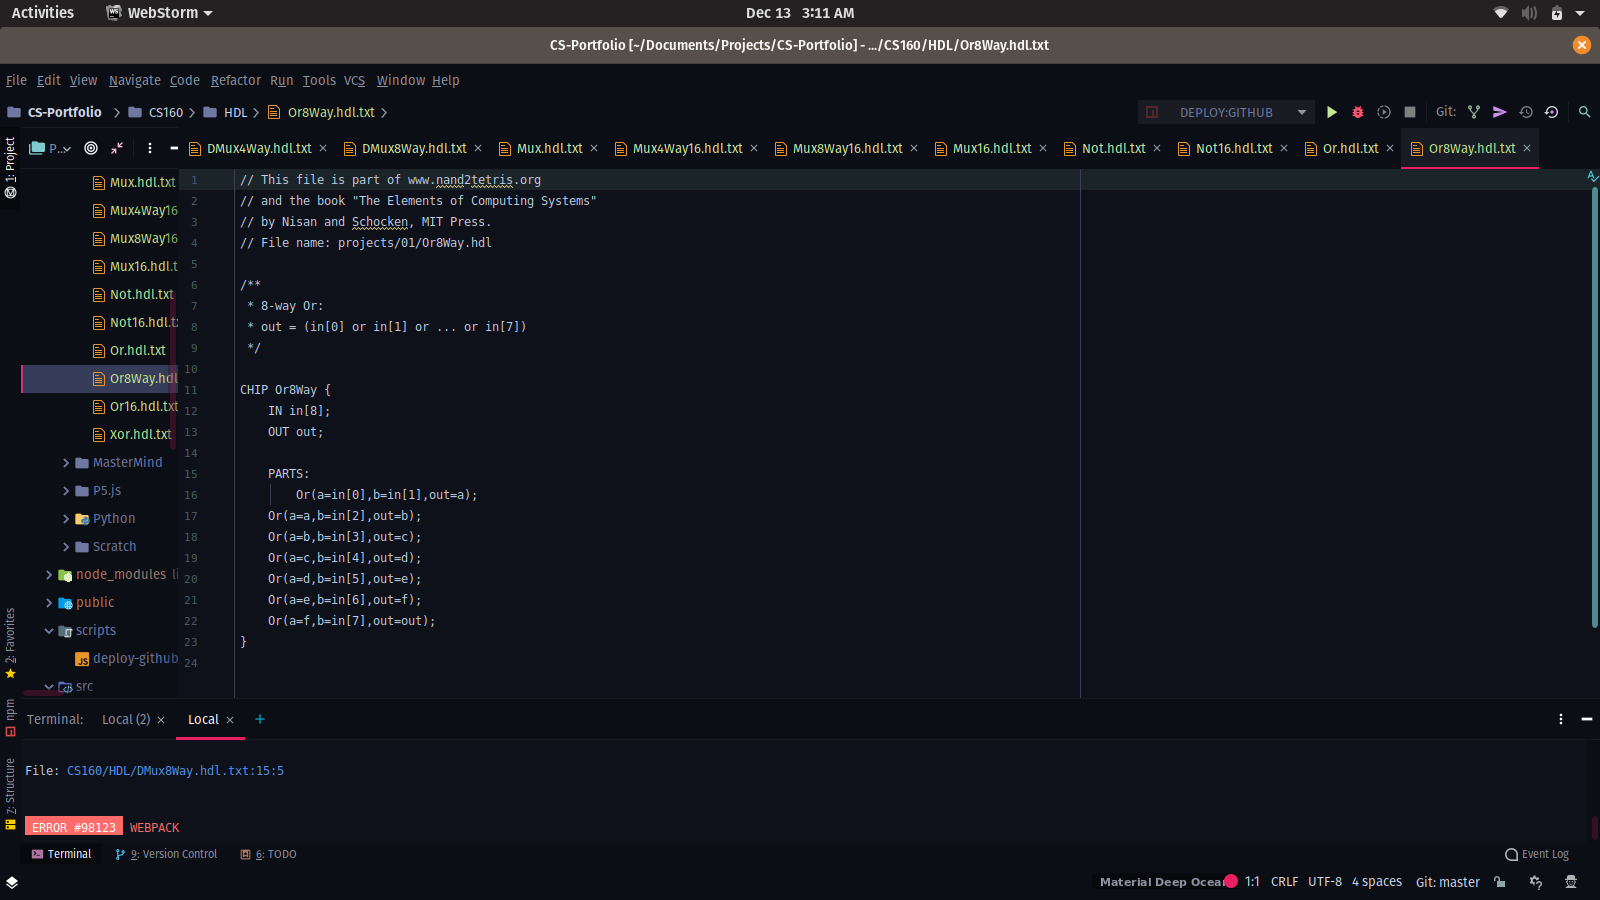 Activities WebStorm Dec 13 3:11 AM
CS-Portfolio [~/Documents/Projects/CS-Portfolio] - .../CS160/HDL/Or8Way.hdl.txt
File Edit View Navigate Code Refactor Run Tools VCS Window Help
CS-Portfolio CS160 HDL Or8Way.hdl.txt DEPLOY:GITHUB Git:
P... DMux4Way.hdl.txt DMux8Way.hdl.txt Mux.hdl.txt Mux4Way16.hdl.txt Mux8Way16.hdl.txt Mux16.hdl.txt Not.hdl.txt Not16.hdl.txt Or.hdl.txt Or8Way.hdl.txt
1: Project
Mux.hdl.txt
Mux4Way16
Mux8Way16
Mux16.hdl.t
Not.hdl.txt
Not16.hdl.t
Or.hdl.txt
Or8Way.hdl
Or16.hdl.txt
Xor.hdl.txt
MasterMind
P5.js
Python
Scratch
node_modules li
public
scripts
deploy-github
src
2: Favorites
npm
7: Structure
1 // This file is part of www.nand2tetris.org
2 // and the book "The Elements of Computing Systems"
3 // by Nisan and Schocken, MIT Press.
4 // File name: projects/01/Or8Way.hdl
5
6 /**
7 * 8-way Or:
8 * out = (in[0] or in[1] or ... or in[7])
9 */
10
11 CHIP Or8Way {
12 IN in[8];
13 OUT out;
14
15 PARTS:
16 Or(a=in[0],b=in[1],out=a);
17 Or(a=a,b=in[2],out=b);
18 Or(a=b,b=in[3],out=c);
19 Or(a=c,b=in[4],out=d);
20 Or(a=d,b=in[5],out=e);
21 Or(a=e,b=in[6],out=f);
22 Or(a=f,b=in[7],out=out);
23 }
24
Terminal: Local (2) Local
File: CS160/HDL/DMux8Way.hdl.txt:15:5
ERROR #98123 WEBPACK
Terminal 9: Version Control 6: TODO Event Log
Material Deep Ocean 1:1 CRLF UTF-8 4 spaces Git: master